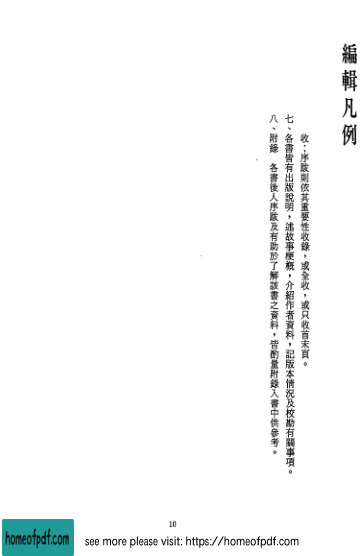 編輯凡例
收；序跋則依其重要性收錄，或全收，或只收首末頁。
七、各書皆有出版說明，述故事梗概，介紹作者資料，記版本情況及校勘有關事項。
八、附錄　各書後人序跋及有助於了解該書之資料，皆酌量附錄入書中供參考。
10
homeofpdf.com
see more please visit: https://homeofpdf.com